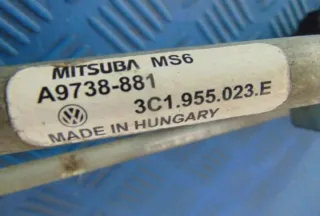 MITSUBA MS6
A9738-881
3C1.955.023.E
MADE IN HUNGARY